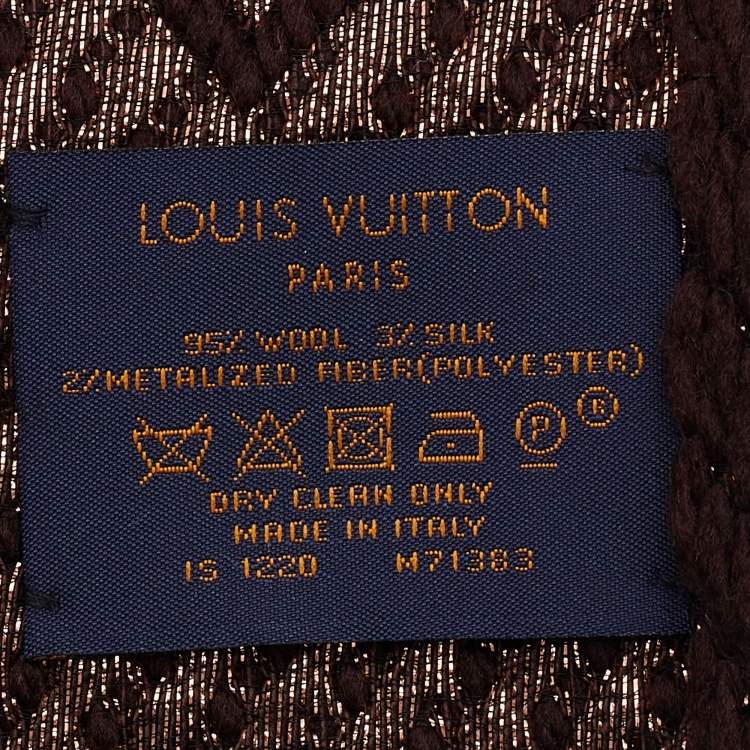 LOUIS VUITTON
PARIS
95% WOOL 3% SILK
2%METALIZED FIBER(POLYESTER)
P ®
DRY CLEAN ONLY
MADE IN ITALY
IS 1220 M71383